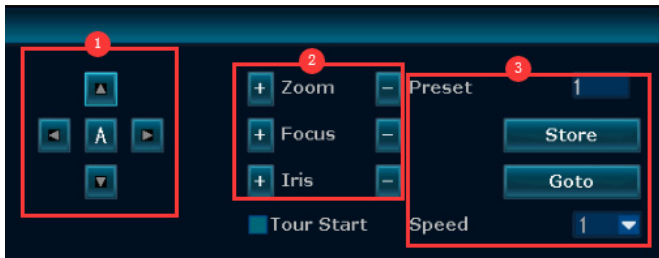 1
2
3
+ Zoom - Preset 1
A + Focus - Store
+ Iris - Goto
Tour Start Speed 1